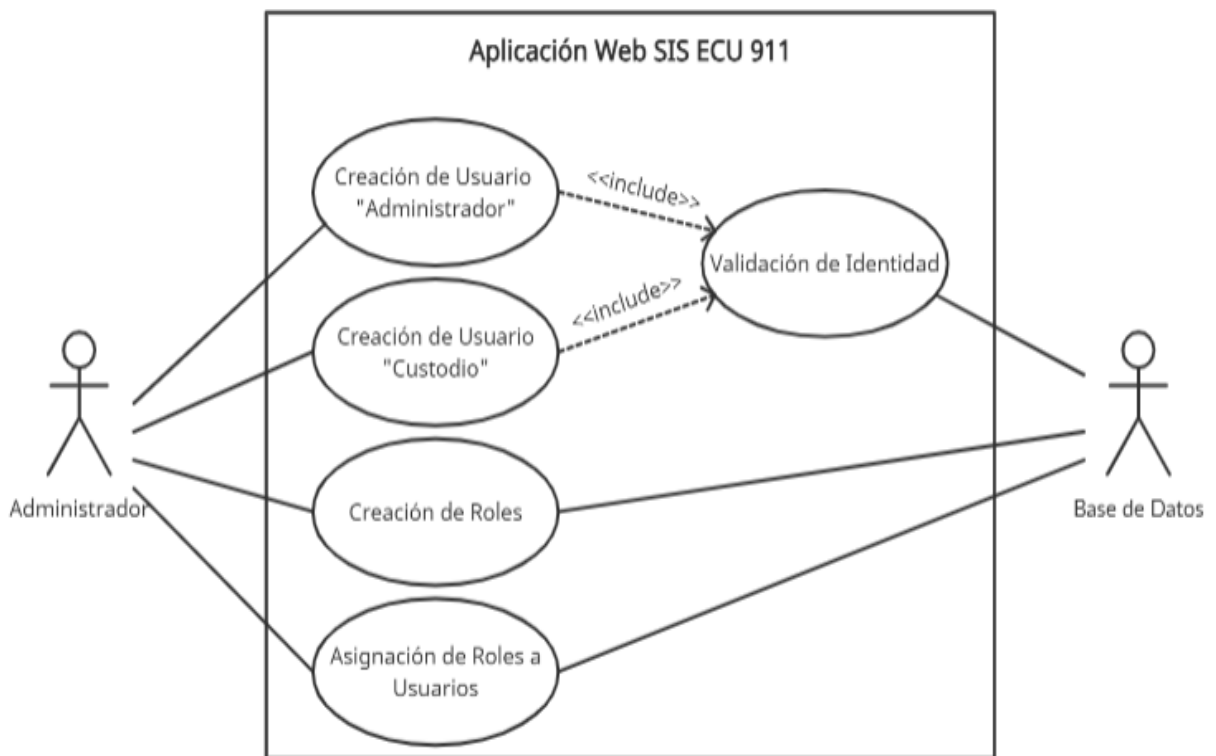 Aplicación Web SIS ECU 911
Creación de Usuario
"Administrador"
<<include>>
Validación de Identidad
<<include>>
Creación de Usuario
"Custodio"
Administrador
Creación de Roles
Base de Datos
Asignación de Roles a
Usuarios